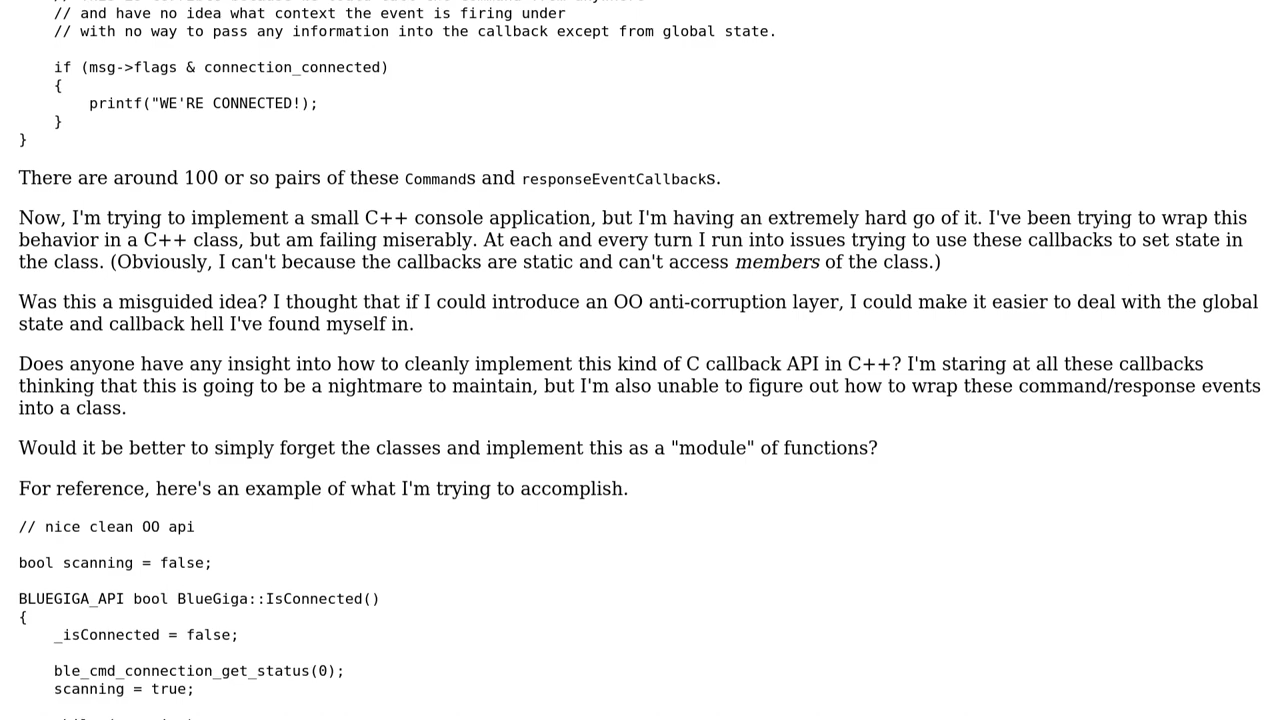 // and have no idea what context the event is firing under
// with no way to pass any information into the callback except from global state.
if (msg->flags & connection_connected)
{
printf("WE'RE CONNECTED!);
}
}
There are around 100 or so pairs of these Commands and responseEventCallbacks.
Now, I'm trying to implement a small C++ console application, but I'm having an extremely hard go of it. I've been trying to wrap this
behavior in a C++ class, but am failing miserably. At each and every turn I run into issues trying to use these callbacks to set state in
the class. (Obviously, I can't because the callbacks are static and can't access members of the class.)
Was this a misguided idea? I thought that if I could introduce an OO anti-corruption layer, I could make it easier to deal with the global
state and callback hell I've found myself in.
Does anyone have any insight into how to cleanly implement this kind of C callback API in C++? I'm staring at all these callbacks
thinking that this is going to be a nightmare to maintain, but I'm also unable to figure out how to wrap these command/response events
into a class.
Would it be better to simply forget the classes and implement this as a "module" of functions?
For reference, here's an example of what I'm trying to accomplish.
// nice clean OO api
bool scanning = false;
BLUEGIGA_API bool BlueGiga::IsConnected()
{
_isConnected = false;
ble_cmd_connection_get_status(0);
scanning = true;